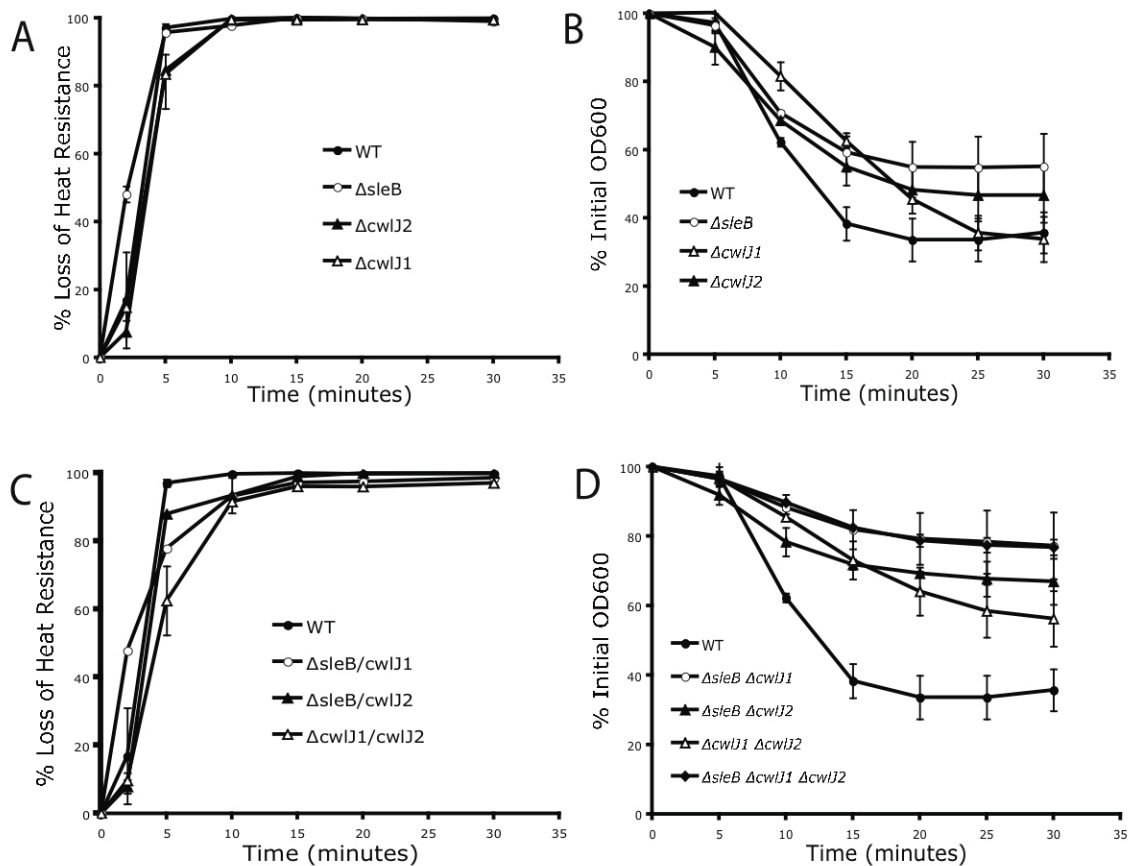 A
% Loss of Heat Resistance
100
80
60
40
20
0
WT
ΔsleB
ΔcwlJ2
ΔcwlJ1
0 5 10 15 20 25 30 35
Time (minutes)
B
% Initial OD600
100
80
60
40
20
0
WT
ΔsleB
ΔcwlJ1
ΔcwlJ2
0 5 10 15 20 25 30 35
Time (minutes)
C
% Loss of Heat Resistance
100
80
60
40
20
0
WT
ΔsleB/cwlJ1
ΔsleB/cwlJ2
ΔcwlJ1/cwlJ2
0 5 10 15 20 25 30 35
Time (minutes)
D
% Initial OD600
100
80
60
40
20
0
WT
ΔsleB ΔcwlJ1
ΔsleB ΔcwlJ2
ΔcwlJ1 ΔcwlJ2
ΔsleB ΔcwlJ1 ΔcwlJ2
0 5 10 15 20 25 30 35
Time (minutes)